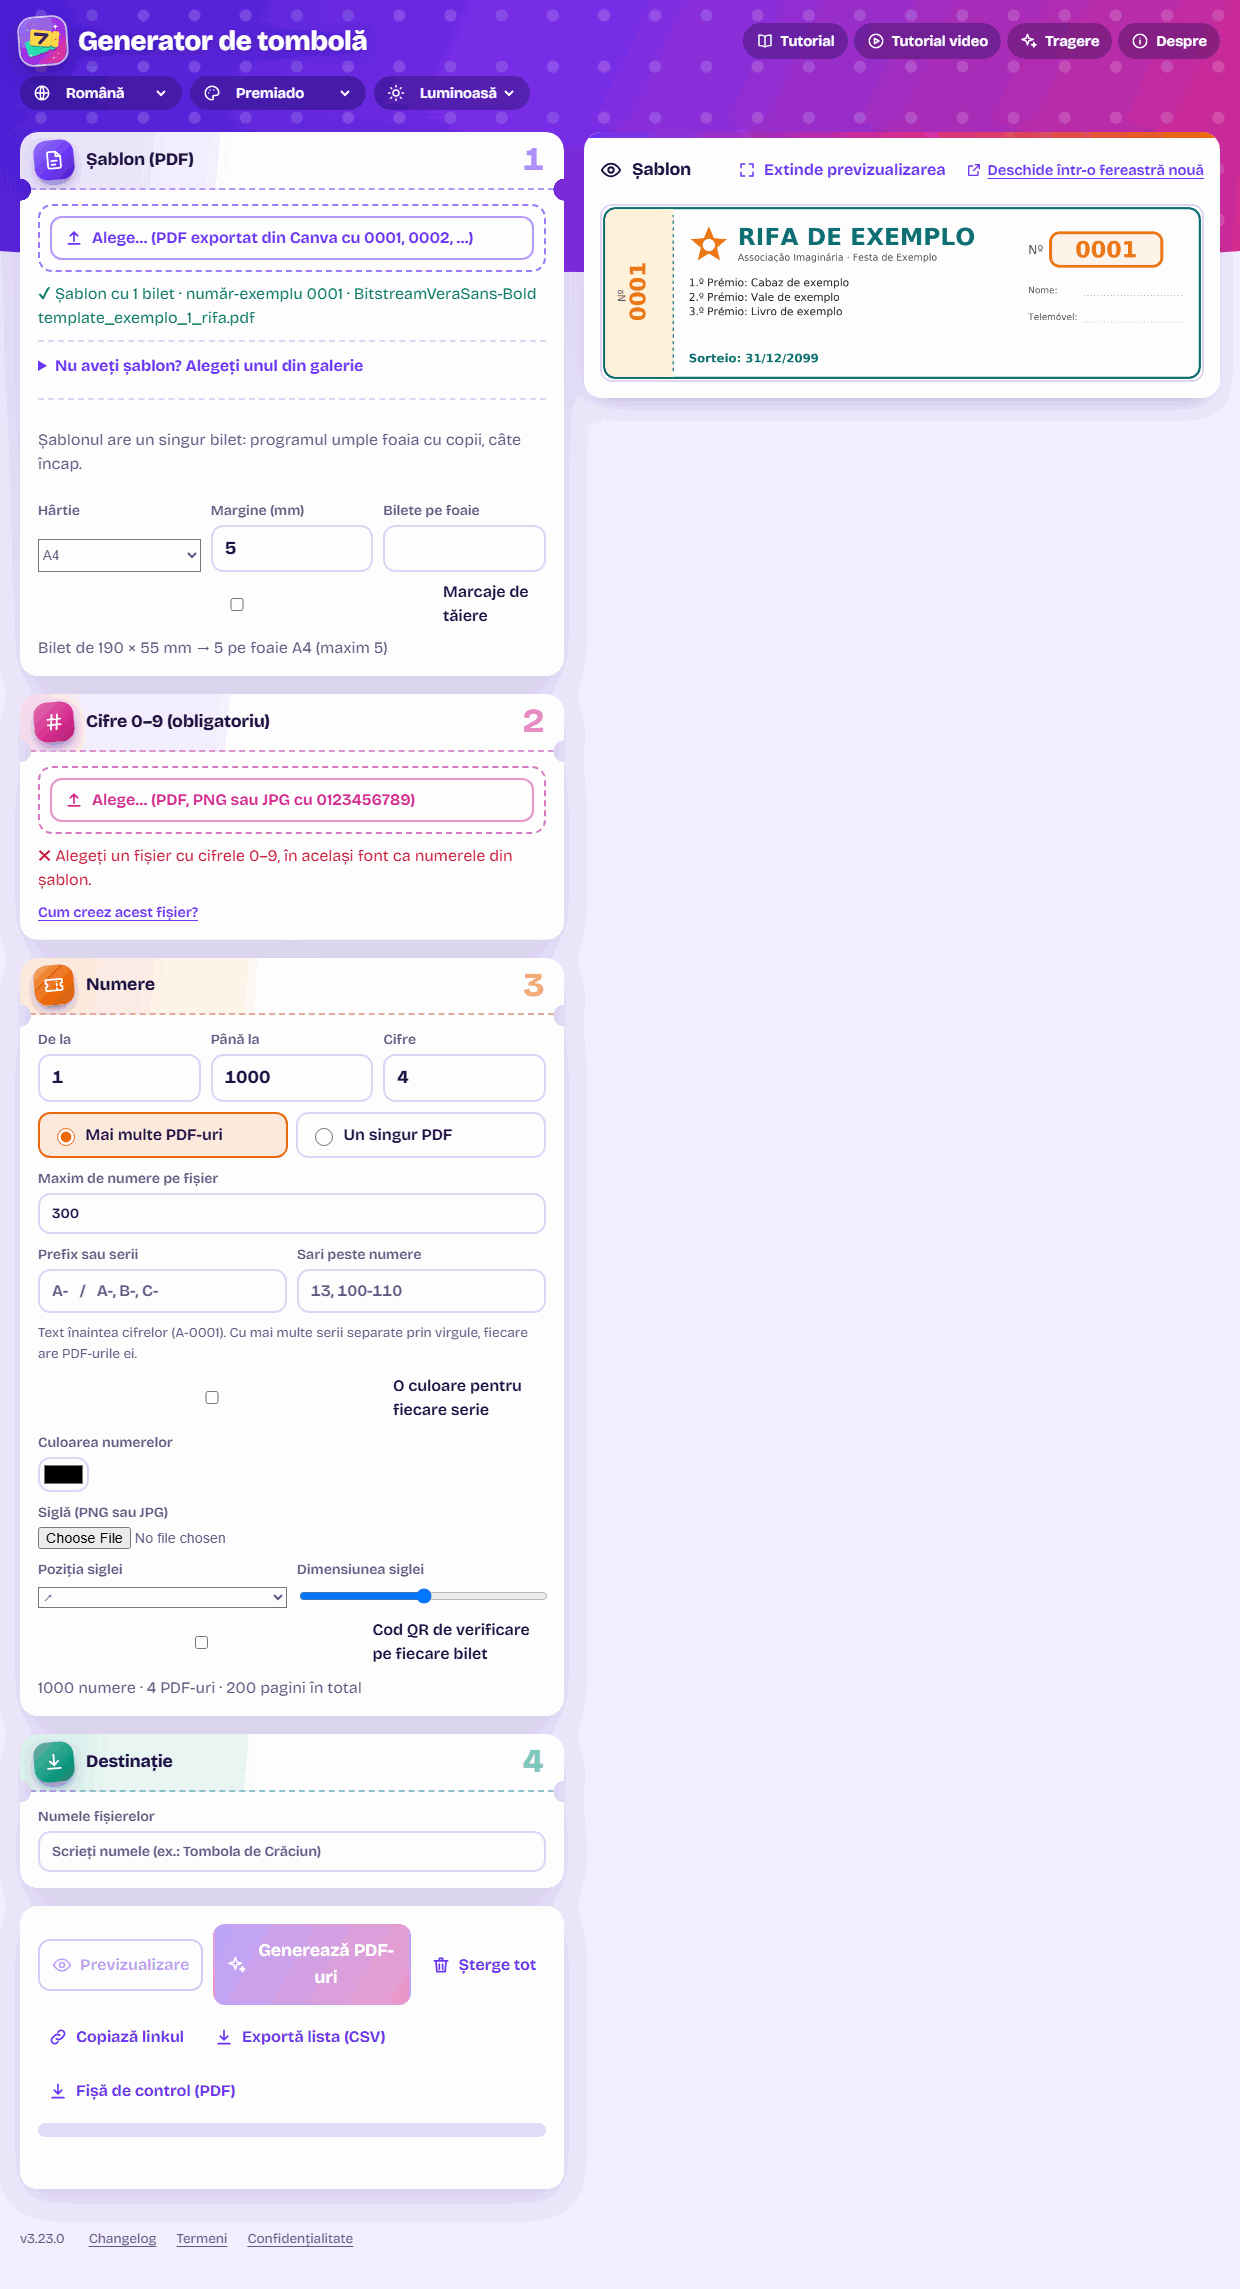 Generator de tombolă
Tutorial
Tutorial video
Tragere
Despre
Română
Premiado
Luminoasă
Șablon (PDF)
1
Alege... (PDF exportat din Canva cu 0001, 0002, ...)
✓ Șablon cu 1 bilet · număr-exemplu 0001 · BitstreamVeraSans-Bold
template_exemplo_1_rifa.pdf
Nu aveți șablon? Alegeți unul din galerie
Șablonul are un singur bilet: programul umple foaia cu copii, câte
încap.
Hârtie
Margine (mm)
Bilete pe foaie
A4
5
Marcaje de
tăiere
Bilet de 190 × 55 mm → 5 pe foaie A4 (maxim 5)
Cifre 0–9 (obligatoriu)
2
Alege... (PDF, PNG sau JPG cu 0123456789)
✕ Alegeți un fișier cu cifrele 0–9, în același font ca numerele din
șablon.
Cum creez acest fișier?
Numere
3
De la
Până la
Cifre
1
1000
4
Mai multe PDF-uri
Un singur PDF
Maxim de numere pe fișier
300
Prefix sau serii
Sari peste numere
A- / A-, B-, C-
13, 100-110
Text înaintea cifrelor (A-0001). Cu mai multe serii separate prin virgule, fiecare
are PDF-urile ei.
O culoare pentru
fiecare serie
Culoarea numerelor
Siglă (PNG sau JPG)
Choose File No file chosen
Poziția siglei
Dimensiunea siglei
↗
Cod QR de verificare
pe fiecare bilet
1000 numere · 4 PDF-uri · 200 pagini în total
Destinație
4
Numele fișierelor
Scrieți numele (ex.: Tombola de Crăciun)
Previzualizare
Generează PDF-
uri
Șterge tot
Copiază linkul
Exportă lista (CSV)
Fișă de control (PDF)
v3.23.0
Changelog
Termeni
Confidențialitate
Șablon
Extinde previzualizarea
Deschide într-o fereastră nouă
Nº
0001
RIFA DE EXEMPLO
Associação Imaginária · Festa de Exemplo
1.º Prémio: Cabaz de exemplo
2.º Prémio: Vale de exemplo
3.º Prémio: Livro de exemplo
Sorteio: 31/12/2099
Nº 0001
Nome:
Telemóvel: